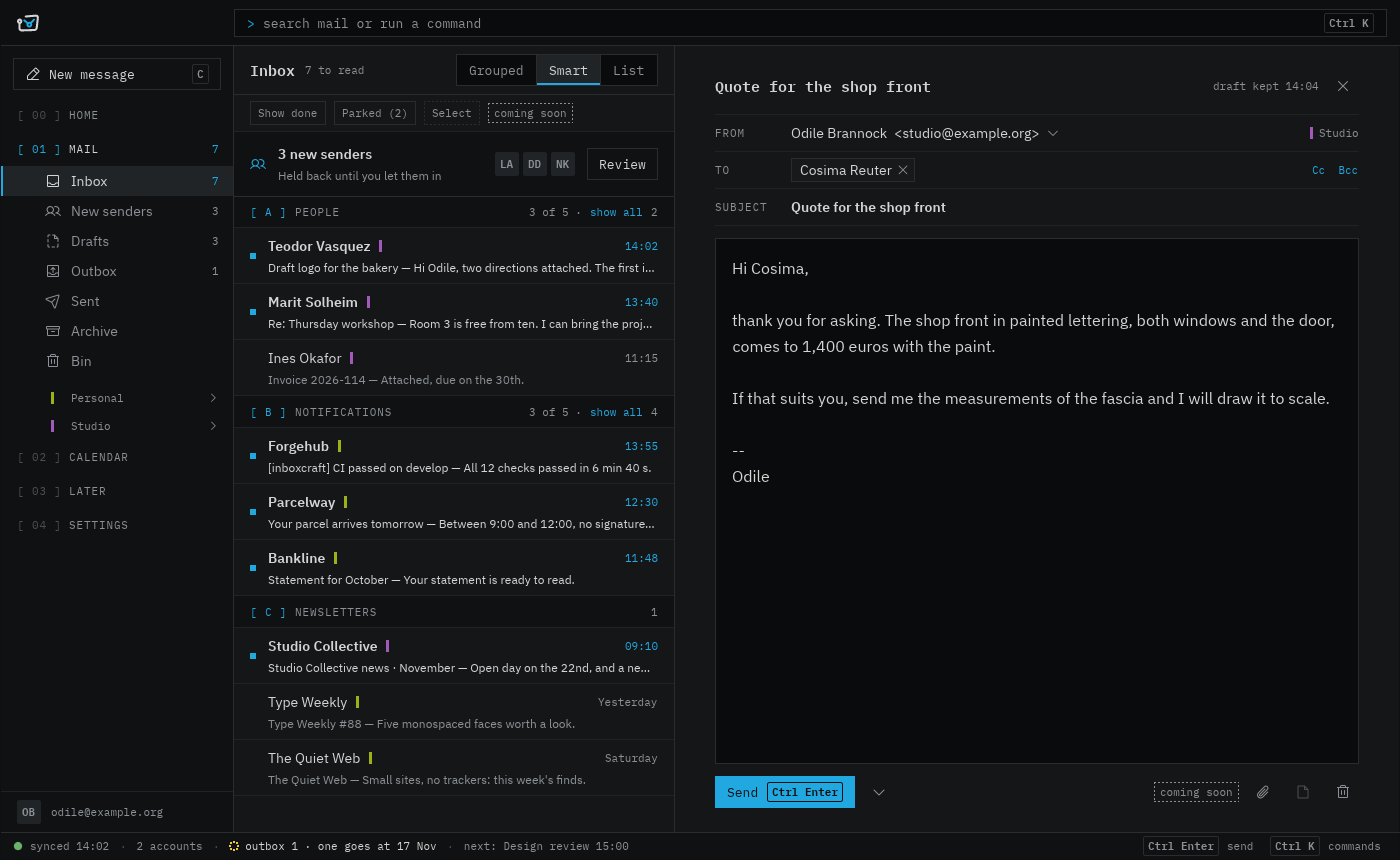 > search mail or run a command Ctrl K
New message C
[ 00 ] HOME
[ 01 ] MAIL 7
Inbox 7
New senders 3
Drafts 3
Outbox 1
Sent
Archive
Bin
Personal
Studio
[ 02 ] CALENDAR
[ 03 ] LATER
[ 04 ] SETTINGS
OB odile@example.org
Inbox 7 to read Grouped Smart List
Show done Parked (2) Select coming soon
3 new senders
Held back until you let them in
LA DD NK Review
[ A ] PEOPLE 3 of 5 · show all 2
Teodor Vasquez 14:02
Draft logo for the bakery — Hi Odile, two directions attached. The first i…
Marit Solheim 13:40
Re: Thursday workshop — Room 3 is free from ten. I can bring the proj…
Ines Okafor 11:15
Invoice 2026-114 — Attached, due on the 30th.
[ B ] NOTIFICATIONS 3 of 5 · show all 4
Forgehub 13:55
[inboxcraft] CI passed on develop — All 12 checks passed in 6 min 40 s.
Parcelway 12:30
Your parcel arrives tomorrow — Between 9:00 and 12:00, no signature…
Bankline 11:48
Statement for October — Your statement is ready to read.
[ C ] NEWSLETTERS 1
Studio Collective 09:10
Studio Collective news · November — Open day on the 22nd, and a ne…
Type Weekly Yesterday
Type Weekly #88 — Five monospaced faces worth a look.
The Quiet Web Saturday
The Quiet Web — Small sites, no trackers: this week's finds.
Quote for the shop front draft kept 14:04
FROM Odile Brannock <studio@example.org> Studio
TO Cosima Reuter Cc Bcc
SUBJECT Quote for the shop front
Hi Cosima,
thank you for asking. The shop front in painted lettering, both windows and the door,
comes to 1,400 euros with the paint.
If that suits you, send me the measurements of the fascia and I will draw it to scale.
--
Odile
Send Ctrl Enter coming soon
synced 14:02 · 2 accounts · outbox 1 · one goes at 17 Nov · next: Design review 15:00 Ctrl Enter send Ctrl K commands